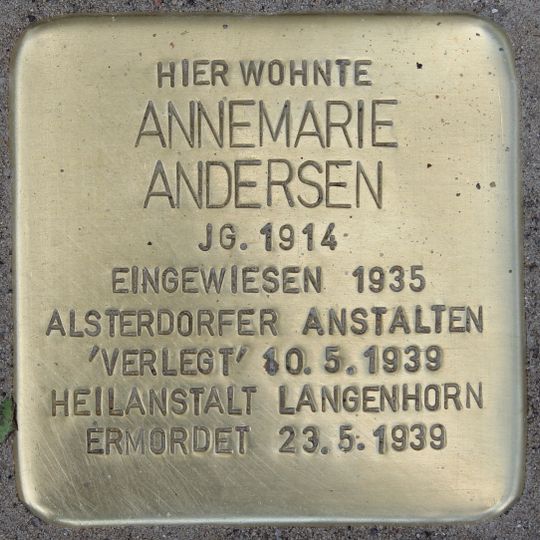 HIER WOHNTE
ANNEMARIE
ANDERSEN
JG. 1914
EINGEWIESEN 1935
ALSTERDORFER ANSTALTEN
'VERLEGT' 10.5.1939
HEILANSTALT LANGENHORN
ERMORDET 23.5.1939